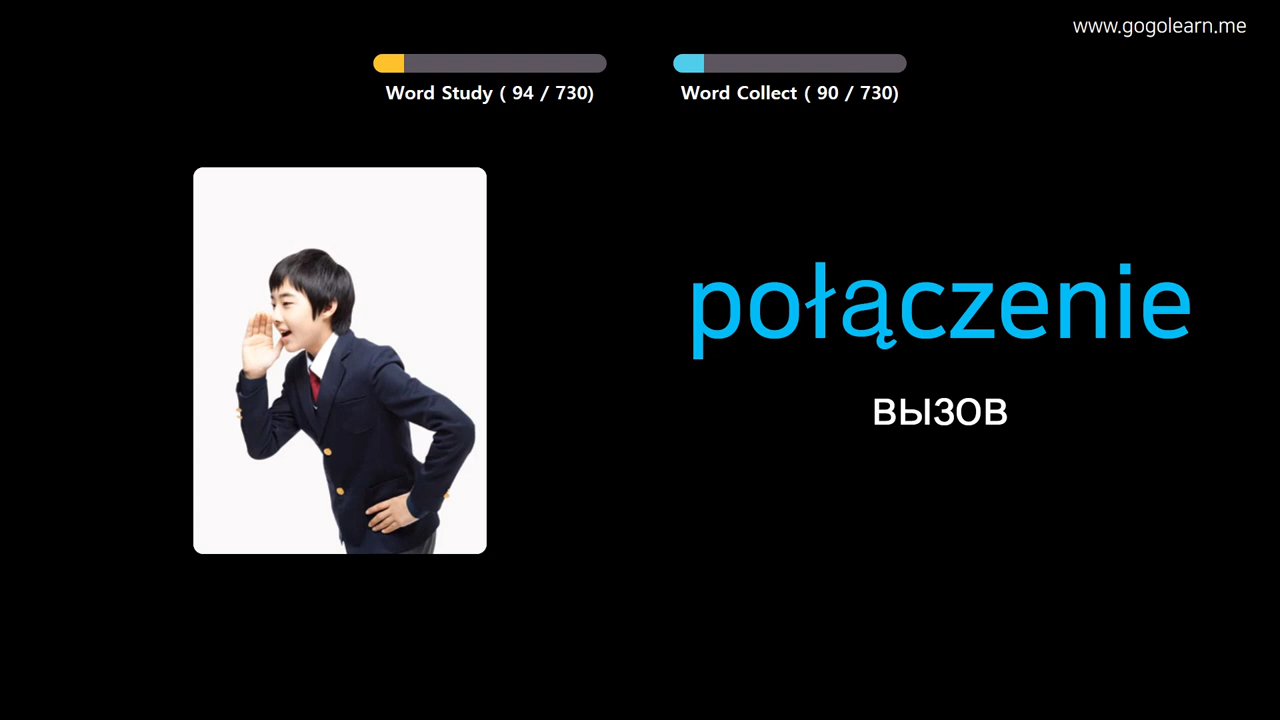 www.gogolearn.me
Word Study ( 94 / 730)
Word Collect ( 90 / 730)
połączenie
вызов